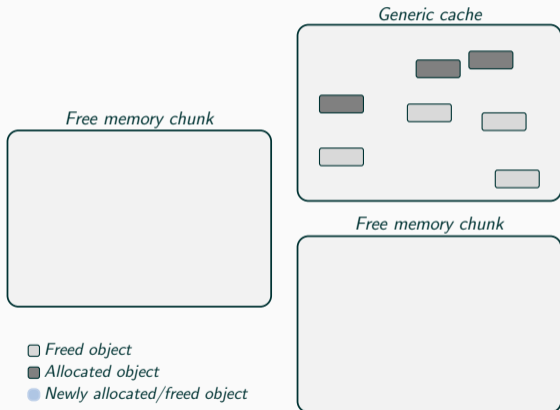 Generic cache
Free memory chunk
Free memory chunk
Freed object
Allocated object
Newly allocated/freed object